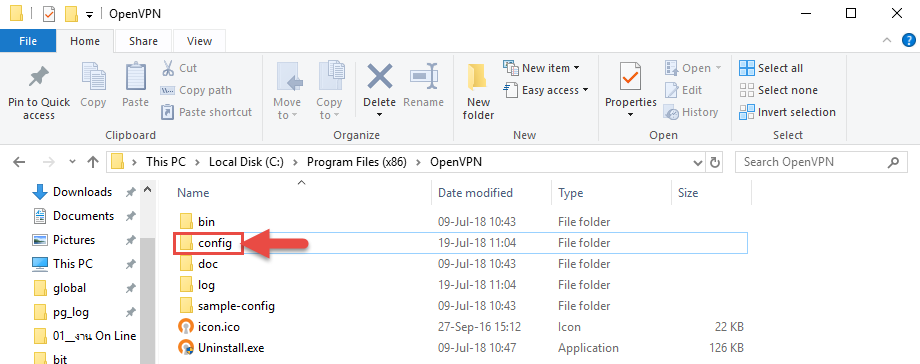 OpenVPN
File Home Share View
Pin to Quick access
Copy
Paste
Cut
Copy path
Paste shortcut
Clipboard
Move to
Copy to
Delete
Rename
Organize
New folder
New item
Easy access
New
Properties
Open
Edit
History
Open
Select all
Select none
Invert selection
Select
This PC > Local Disk (C:) > Program Files (x86) > OpenVPN
Search OpenVPN
Downloads
Documents
Pictures
This PC
global
pg_log
01__งาน On Line
bit
Name Date modified Type Size
bin 09-Jul-18 10:43 File folder
config 19-Jul-18 11:04 File folder
doc 09-Jul-18 10:43 File folder
log 19-Jul-18 11:04 File folder
sample-config 09-Jul-18 10:43 File folder
icon.ico 27-Sep-16 15:12 Icon 22 KB
Uninstall.exe 09-Jul-18 10:47 Application 126 KB